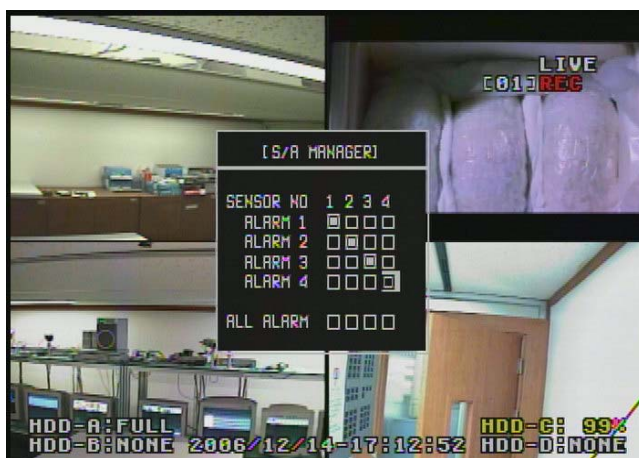 LIVE
[01]REC
[S/A MANAGER]
SENSOR NO 1 2 3 4
ALARM 1
ALARM 2
ALARM 3
ALARM 4
ALL ALARM
HDD-A:FULL HDD-C: 99%
HDD-B:NONE 2006/12/14-17:12:52 HDD-D:NONE